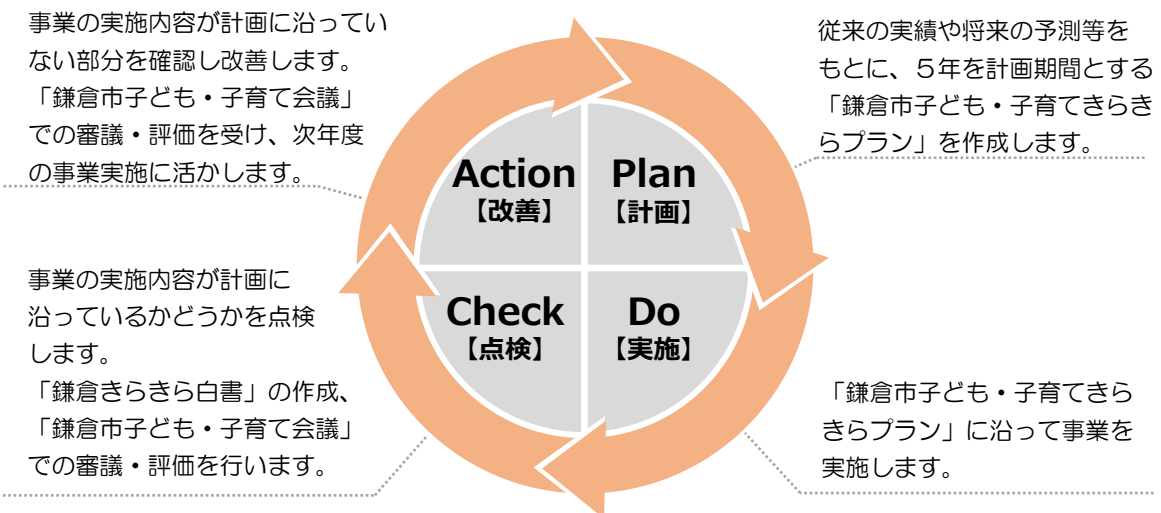 事業の実施内容が計画に沿ってい
ない部分を確認し改善します。
「鎌倉市子ども・子育て会議」
での審議・評価を受け、次年度
の事業実施に活かします。
従来の実績や将来の予測等を
もとに、５年を計画期間とする
「鎌倉市子ども・子育てきらき
らプラン」を作成します。
Action
【改善】
Plan
【計画】
Check
【点検】
Do
【実施】
事業の実施内容が計画に
沿っているかどうかを点検
します。
「鎌倉きらきら白書」の作成、
「鎌倉市子ども・子育て会議」
での審議・評価を行います。
「鎌倉市子ども・子育てきら
きらプラン」に沿って事業を
実施します。